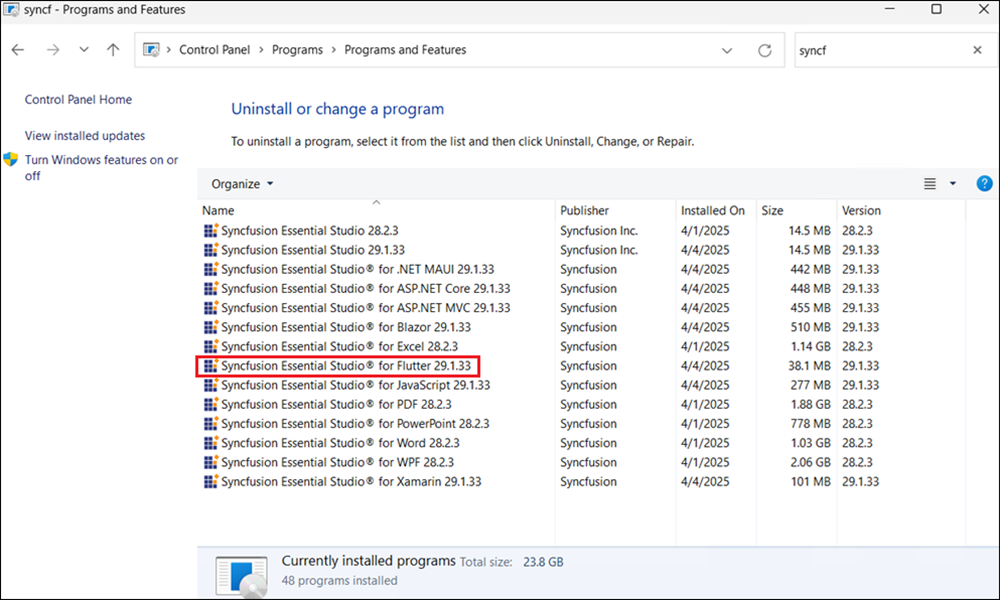 syncf - Programs and Features
Control Panel > Programs > Programs and Features
syncf
Control Panel Home
View installed updates
Turn Windows features on or
off
Uninstall or change a program
To uninstall a program, select it from the list and then click Uninstall, Change, or Repair.
Organize
Name Publisher Installed On Size Version
Syncfusion Essential Studio 28.2.3 Syncfusion Inc. 4/1/2025 14.5 MB 28.2.3
Syncfusion Essential Studio 29.1.33 Syncfusion Inc. 4/4/2025 14.5 MB 29.1.33
Syncfusion Essential Studio® for .NET MAUI 29.1.33 Syncfusion 4/4/2025 442 MB 29.1.33
Syncfusion Essential Studio® for ASP.NET Core 29.1.33 Syncfusion 4/4/2025 448 MB 29.1.33
Syncfusion Essential Studio® for ASP.NET MVC 29.1.33 Syncfusion 4/4/2025 455 MB 29.1.33
Syncfusion Essential Studio® for Blazor 29.1.33 Syncfusion 4/4/2025 510 MB 29.1.33
Syncfusion Essential Studio® for Excel 28.2.3 Syncfusion 4/1/2025 1.14 GB 28.2.3
Syncfusion Essential Studio® for Flutter 29.1.33 Syncfusion 4/4/2025 38.1 MB 29.1.33
Syncfusion Essential Studio® for JavaScript 29.1.33 Syncfusion 4/4/2025 277 MB 29.1.33
Syncfusion Essential Studio® for PDF 28.2.3 Syncfusion 4/1/2025 1.88 GB 28.2.3
Syncfusion Essential Studio® for PowerPoint 28.2.3 Syncfusion 4/1/2025 778 MB 28.2.3
Syncfusion Essential Studio® for Word 28.2.3 Syncfusion 4/1/2025 1.03 GB 28.2.3
Syncfusion Essential Studio® for WPF 28.2.3 Syncfusion 4/1/2025 2.06 GB 28.2.3
Syncfusion Essential Studio® for Xamarin 29.1.33 Syncfusion 4/4/2025 101 MB 29.1.33
Currently installed programs Total size: 23.8 GB
48 programs installed